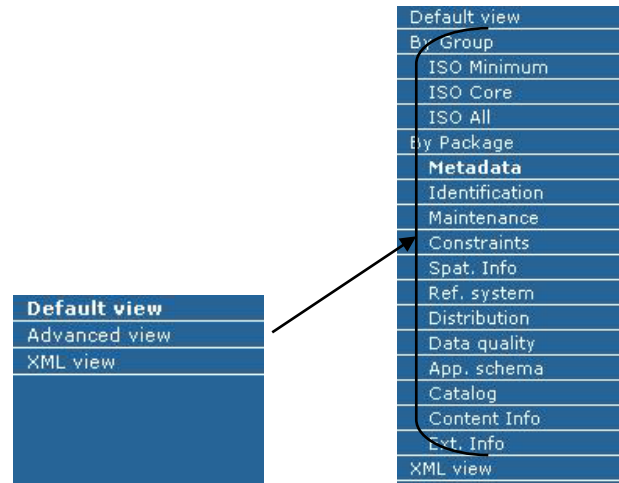 Default view
Advanced view
XML view
Default view
By Group
ISO Minimum
ISO Core
ISO All
By Package
Metadata
Identification
Maintenance
Constraints
Spat. Info
Ref. system
Distribution
Data quality
App. schema
Catalog
Content Info
Ext. Info
XML view